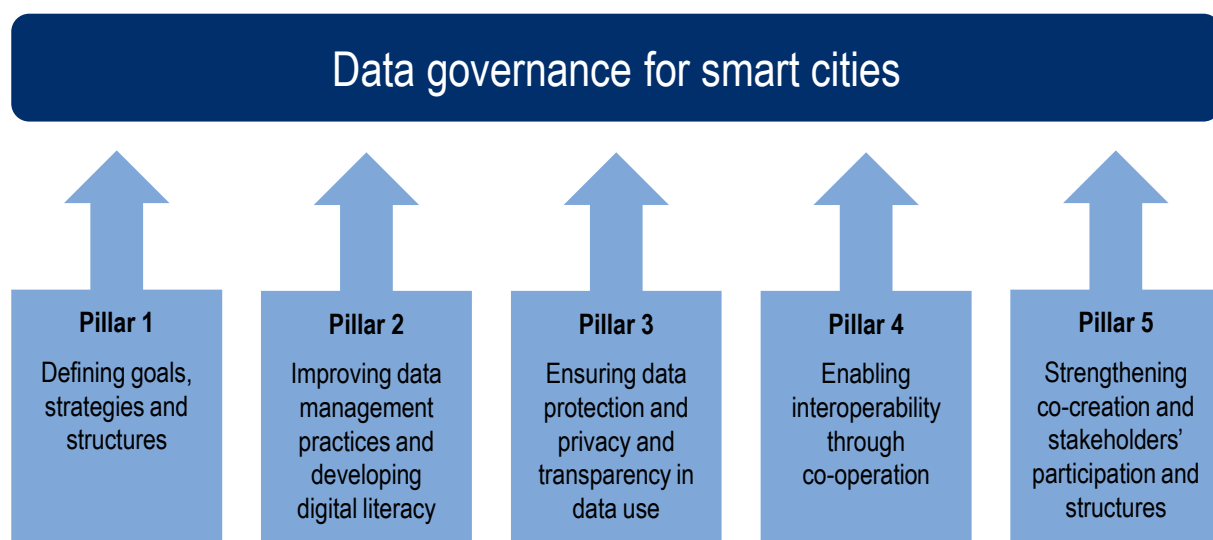 Data governance for smart cities
Pillar 1
Defining goals,
strategies and
structures
Pillar 2
Improving data
management
practices and
developing
digital literacy
Pillar 3
Ensuring data
protection and
privacy and
transparency in
data use
Pillar 4
Enabling
interoperability
through
co-operation
Pillar 5
Strengthening
co-creation and
stakeholders’
participation and
structures